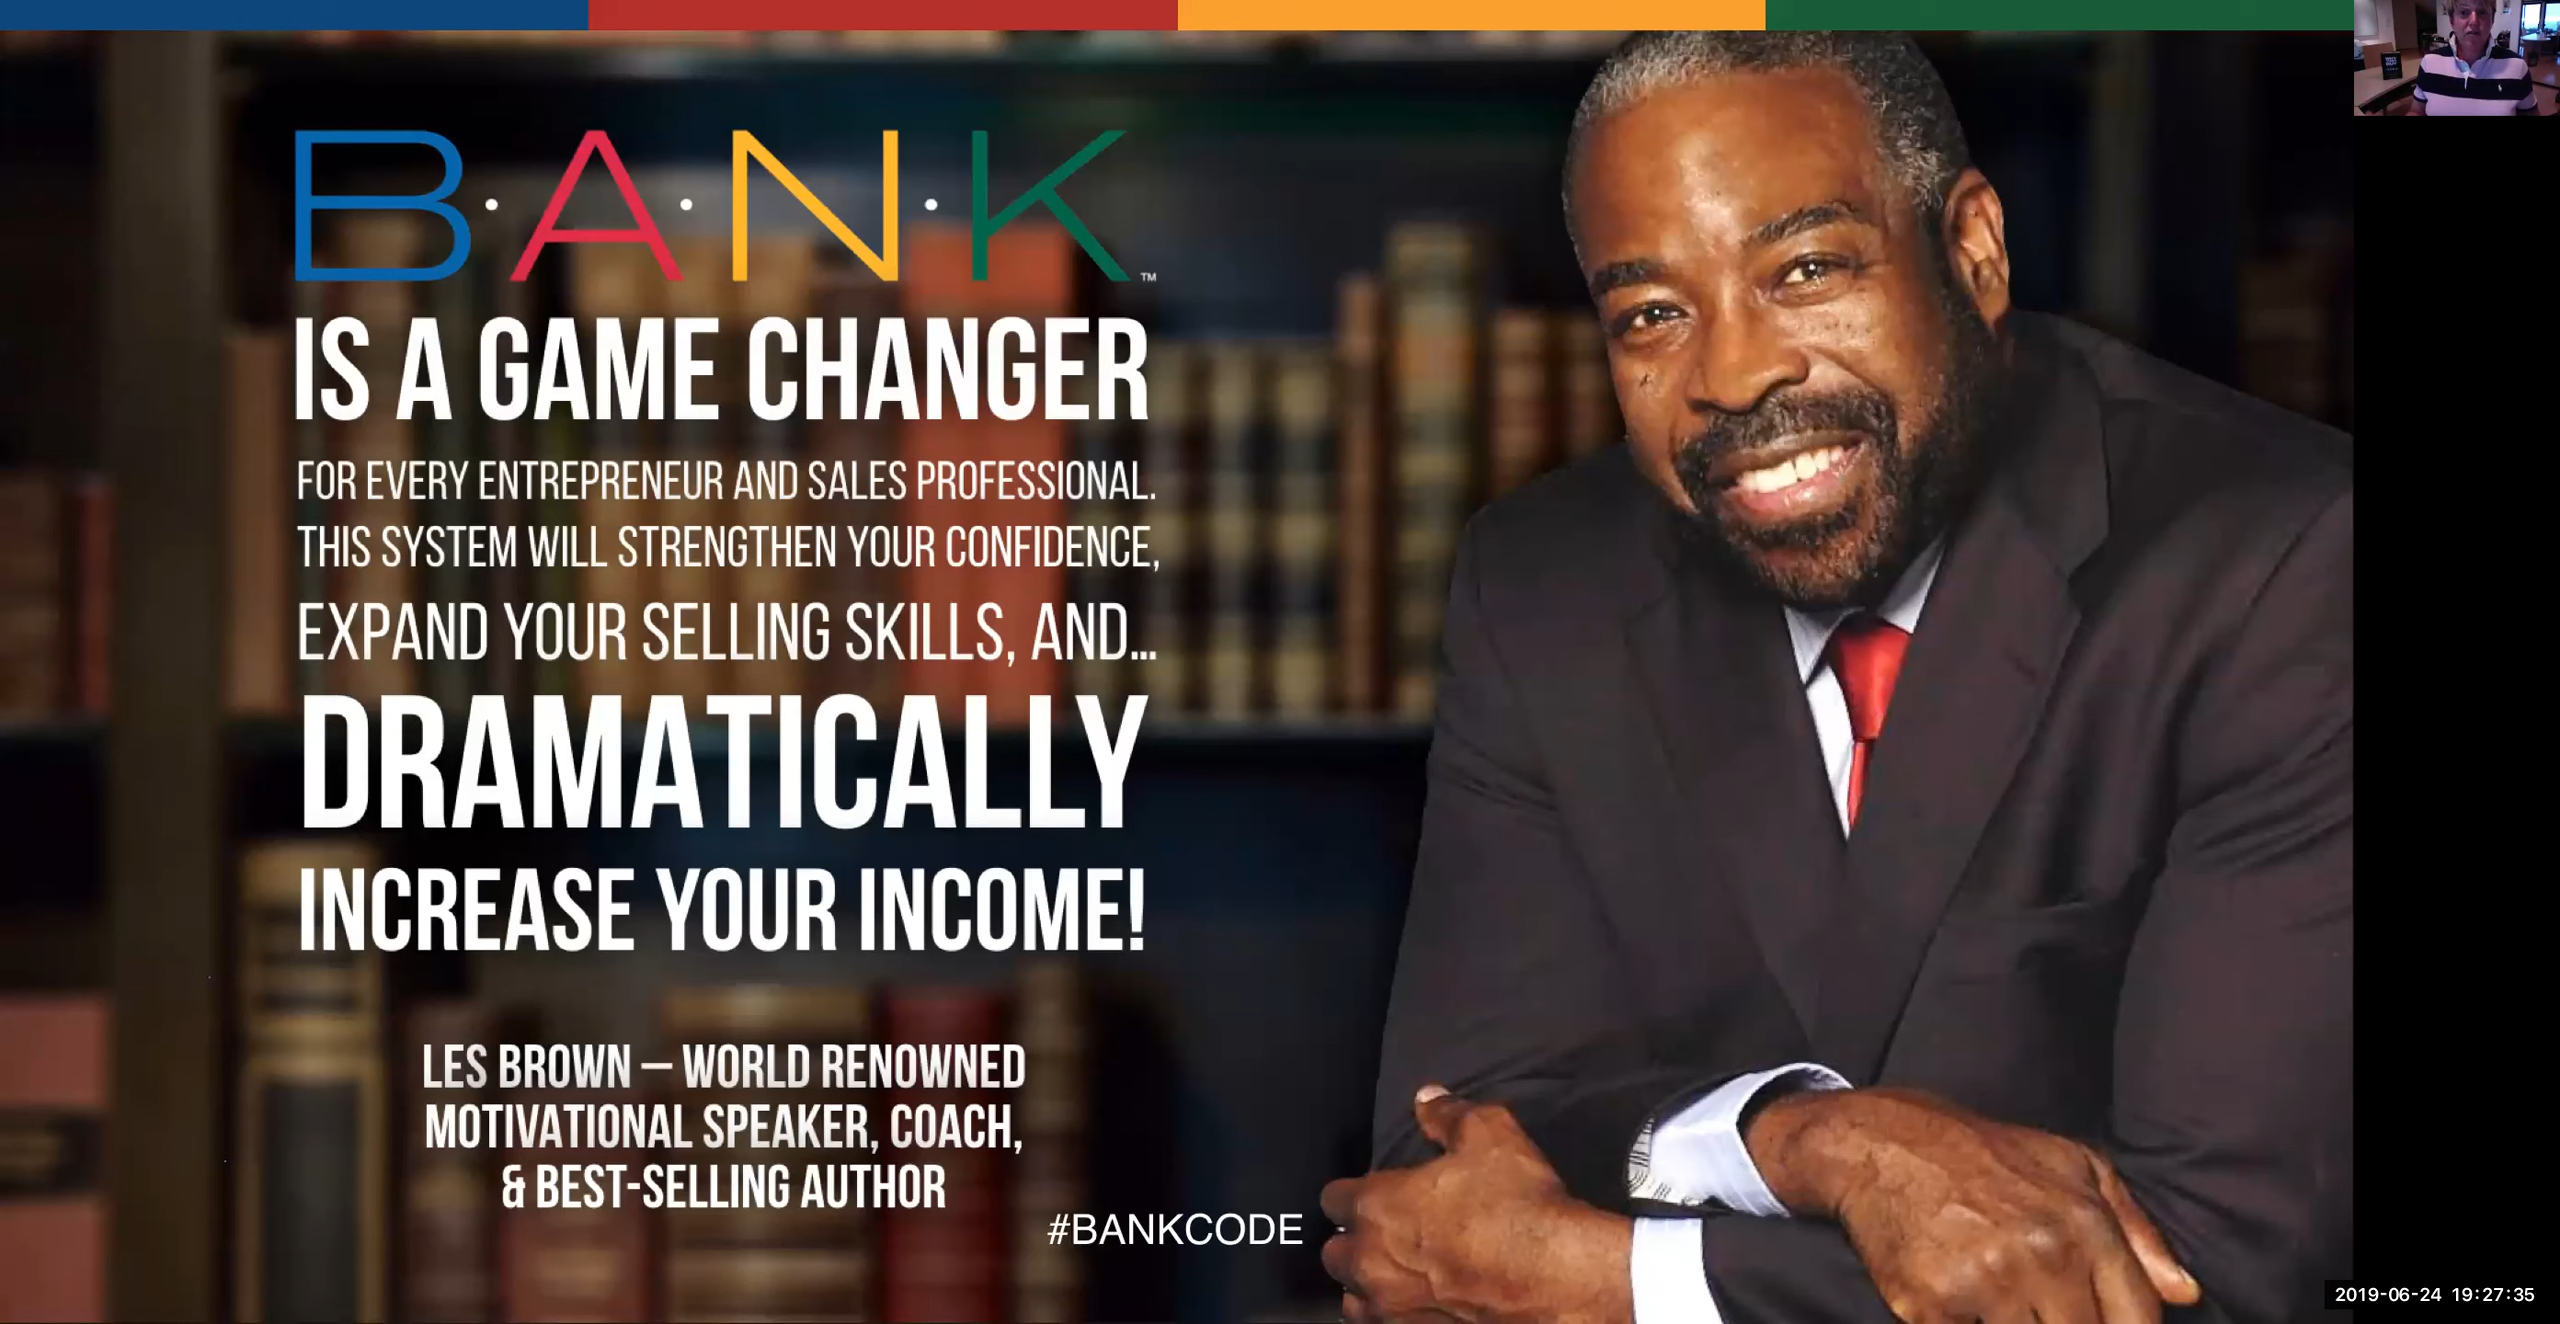 B·A·N·K™
IS A GAME CHANGER
FOR EVERY ENTREPRENEUR AND SALES PROFESSIONAL.
THIS SYSTEM WILL STRENGTHEN YOUR CONFIDENCE,
EXPAND YOUR SELLING SKILLS, AND...
DRAMATICALLY
INCREASE YOUR INCOME!
LES BROWN – WORLD RENOWNED
MOTIVATIONAL SPEAKER, COACH,
& BEST-SELLING AUTHOR
#BANKCODE
2019-06-24 19:27:35